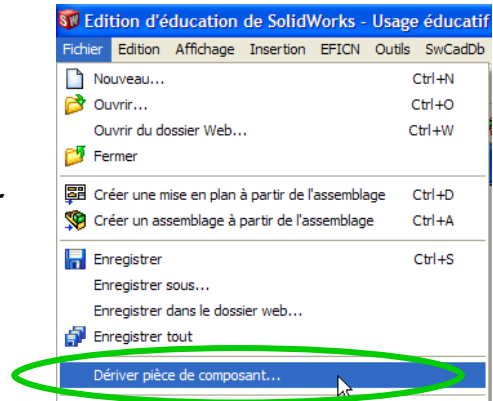 SW Edition d'éducation de SolidWorks - Usage éducatif
Fichier Edition Affichage Insertion EFICN Outils SwCadDb
Nouveau... Ctrl+N
Ouvrir... Ctrl+O
Ouvrir du dossier Web... Ctrl+W
Fermer
Créer une mise en plan à partir de l'assemblage Ctrl+D
Créer un assemblage à partir de l'assemblage Ctrl+A
Enregistrer Ctrl+S
Enregistrer sous...
Enregistrer dans le dossier web...
Enregistrer tout
Dériver pièce de composant...